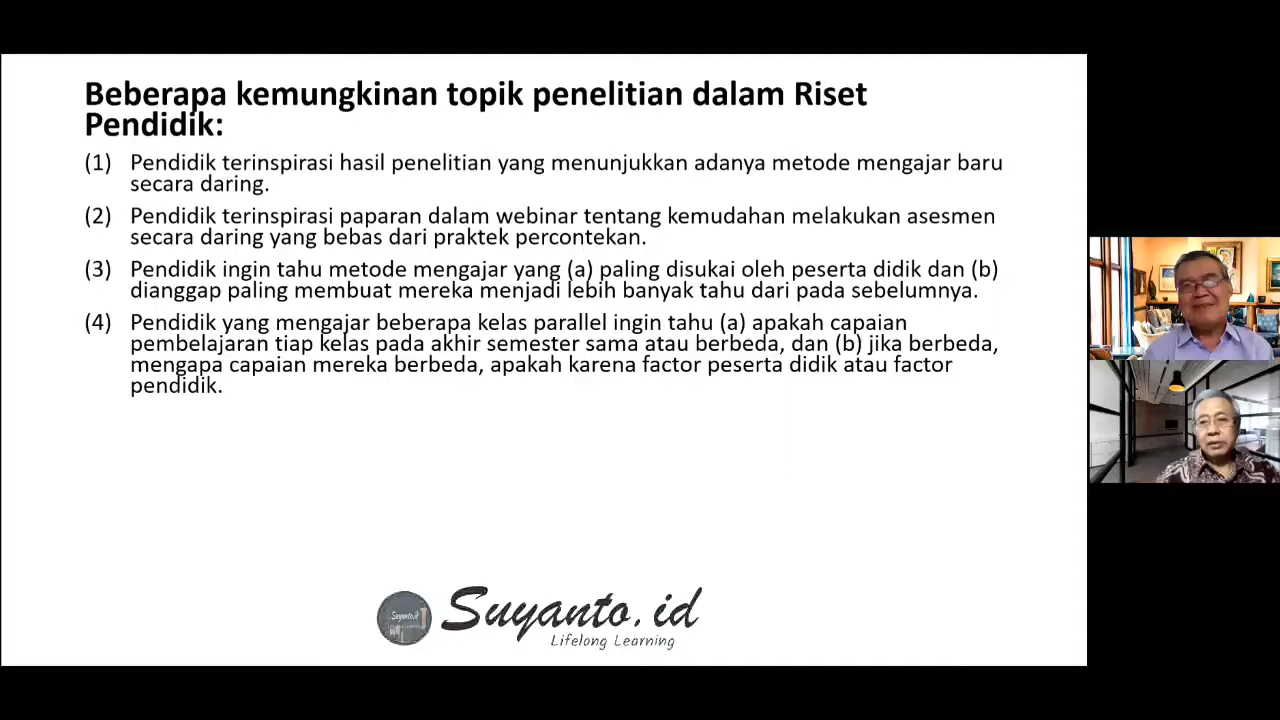 Beberapa kemungkinan topik penelitian dalam Riset
Pendidik:
(1) Pendidik terinspirasi hasil penelitian yang menunjukkan adanya metode mengajar baru
secara daring.
(2) Pendidik terinspirasi paparan dalam webinar tentang kemudahan melakukan asesmen
secara daring yang bebas dari praktek percontekan.
(3) Pendidik ingin tahu metode mengajar yang (a) paling disukai oleh peserta didik dan (b)
dianggap paling membuat mereka menjadi lebih banyak tahu dari pada sebelumnya.
(4) Pendidik yang mengajar beberapa kelas parallel ingin tahu (a) apakah capaian
pembelajaran tiap kelas pada akhir semester sama atau berbeda, dan (b) jika berbeda,
mengapa capaian mereka berbeda, apakah karena factor peserta didik atau factor
pendidik.
Suyanto.id
Suyanto.id
Lifelong Learning